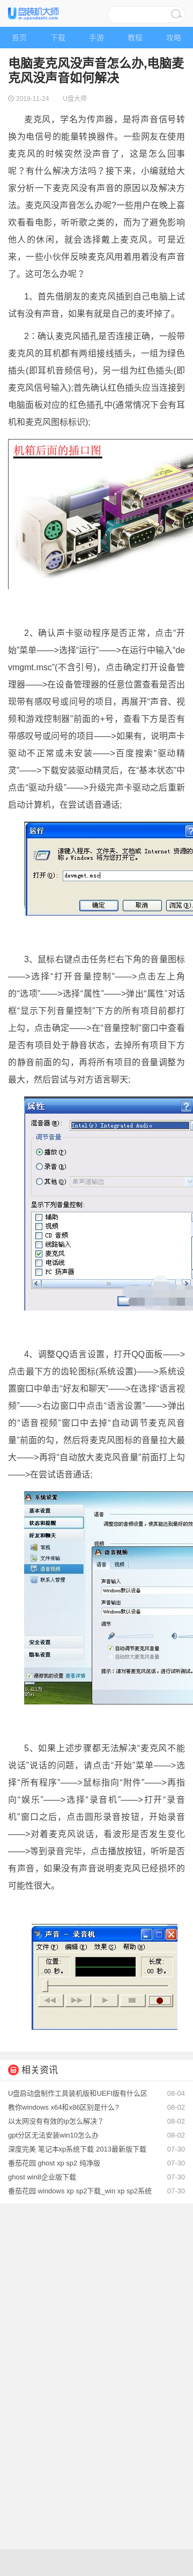 U盘装机大师
w.upandashi.com
首页 下载 手游 教程 攻略
电脑麦克风没声音怎么办,电脑麦
克风没声音如何解决
2019-11-24 U盘大师
麦克风，学名为传声器，是将声音信号转
换为电信号的能量转换器件。一些网友在使用
麦克风的时候突然没声音了，这是怎么回事
呢？有什么解决方法吗？接下来，小编就给大
家分析一下麦克风没有声音的原因以及解决方
法。麦克风没声音怎么办呢?一些用户在晚上喜
欢看看电影，听听歌之类的，而为了避免影响
他人的休闲，就会选择戴上麦克风。可是近
来，一些小伙伴反映麦克风用着用着没有声音
了。这可怎么办呢?
1、首先借朋友的麦克风插到自己电脑上试
试有没有声音，如果有就是自己的麦坏掉了。
2∶确认麦克风插孔是否连接正确，一般带
麦克风的耳机都有两组接线插头，一组为绿色
插头(即耳机音频信号)，另一组为红色插头(即
麦克风信号输入);首先确认红色插头应当连接到
电脑面板对应的红色插孔中(通常情况下会有耳
机和麦克风图标标识);
机箱后面的插口图
2、确认声卡驱动程序是否正常，点击“开
始”菜单——>选择“运行”——>在运行中输入“de
vmgmt.msc”(不含引号)，点击确定打开设备管
理器——>在设备管理器的任意位置查看是否出
现带有感叹号或问号的项目，再展开”声音、视
频和游戏控制器”前面的+号，查看下方是否有
带感叹号或问号的项目——>如果有，说明声卡
驱动不正常或未安装——>百度搜索“驱动精
灵”——>下载安装驱动精灵后，在“基本状态”中
点击“驱动升级”——>升级完声卡驱动之后重新
启动计算机，在尝试语音通话;
运行
请键入程序、文件夹、文档或 Internet 资
称，Windows 将为您打开它。
打开(O): devmgmt.msc
确定 取消 浏览(B)
3、鼠标右键点击任务栏右下角的音量图标
——>选择“打开音量控制”——>点击左上角
的“选项”——>选择“属性”——>弹出“属性”对话
框“显示下列音量控制”下方的所有项目前都打
上勾，点击确定——>在“音量控制”窗口中查看
是否有项目处于静音状态，去掉所有项目下方
的静音前面的勾，再将所有项目的音量调整为
最大，然后尝试与对方语音聊天;
属性
混音器(M): Intel(r) Integrated Audio
调节音量
播放(P)
录音(R)
其他(O) 单声道输出
显示下列音量控制:
辅助
视频
CD 音频
线路输入
麦克风
电话线
PC 扬声器
4、调整QQ语音设置，打开QQ面板——>
点击最下方的齿轮图标(系统设置)——>系统设
置窗口中单击“好友和聊天”——>在选择“语音视
频”——>右边窗口中点击“语音设置”——>弹出
的“语音视频”窗口中去掉“自动调节麦克风音
量”前面的勾，然后将麦克风图标的音量拉大最
大——>再将“自动放大麦克风音量”前面打上勾
——>在尝试语音通话;
系统设置
基本设置
状态和提醒
好友和聊天
常规
文件传输
语音视频
联系人管理
安全设置
隐私设置
语音
视频
语音视频
语音 视频
声音输入
Windows默认设备
声音输出
Windows默认设备
调节
自动调节麦克风音量
5、如果上述步骤都无法解决“麦克风不能
说话”说话的问题，请点击“开始”菜单——>选
择“所有程序”——>鼠标指向“附件”——>再指
向“娱乐”——>选择“录音机”——>打开“录音
机”窗口之后，点击圆形录音按钮，开始录音
——>对着麦克风说话，看波形是否发生变化
——>等到录音完毕，点击播放按钮，听听是否
有声音，如果没有声音说明麦克风已经损坏的
可能性很大。
声音 - 录音机
文件(F) 编辑(E) 效果(S) 帮助(H)
位置: 长度:
0.00 秒。 0.00 秒。
相关资讯
U盘启动盘制作工具装机版和UEFI版有什么区 08-04
教你windows x64和x86区别是什么? 08-02
以太网没有有效的ip怎么解决？ 08-02
gpt分区无法安装win10怎么办 08-02
深度完美 笔记本xp系统下载 2013最新版下载 07-30
番茄花园 ghost xp sp2 纯净版 07-30
ghost win8企业版下载 07-30
番茄花园 windows xp sp2下载_win xp sp2系统 07-30